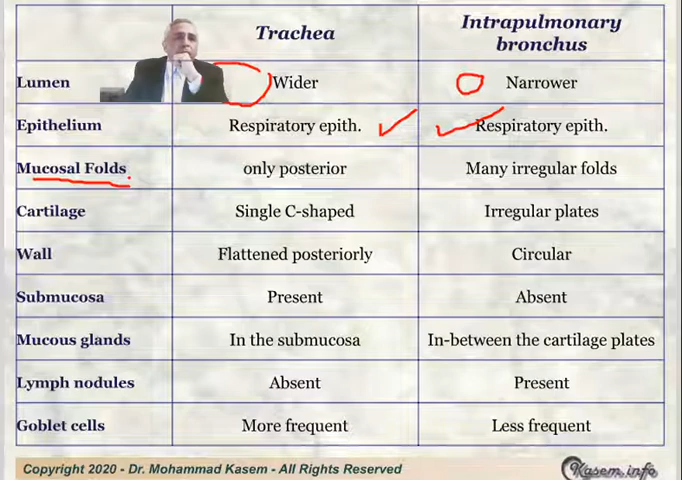 Trachea
Intrapulmonary
bronchus
Lumen Wider Narrower
Epithelium Respiratory epith. Respiratory epith.
Mucosal Folds. only posterior Many irregular folds
Cartilage Single C-shaped Irregular plates
Wall Flattened posteriorly Circular
Submucosa Present Absent
Mucous glands In the submucosa In-between the cartilage plates
Lymph nodules Absent Present
Goblet cells More frequent Less frequent
Copyright 2020 - Dr. Mohammad Kasem - All Rights Reserved
Kasem.info